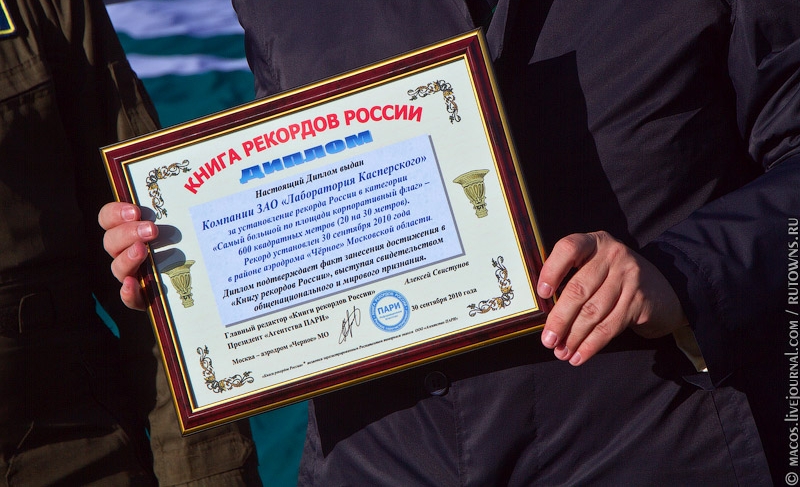 КНИГА РЕКОРДОВ РОССИИ
ДИПЛОМ
Настоящий Диплом выдан
Компании ЗАО «Лаборатория Касперского»
за установление рекорда России в категории
«Самый большой по площади корпоративный флаг» –
600 квадратных метров (20 на 30 метров).
Рекорд установлен 30 сентября 2010 года
в районе аэродрома «Чёрное» Московской области.
Диплом подтверждает факт занесения достижения в
«Книгу рекордов России», выступая свидетельством
общенационального и мирового признания.
Главный редактор «Книги рекордов России»
Президент «Агентства ПАРИ»
Алексей Свистунов
ПАРИ
Москва – аэродром «Черное» МО
30 сентября 2010 года
© MACOS.livejournal.com / RUTOWNS.RU